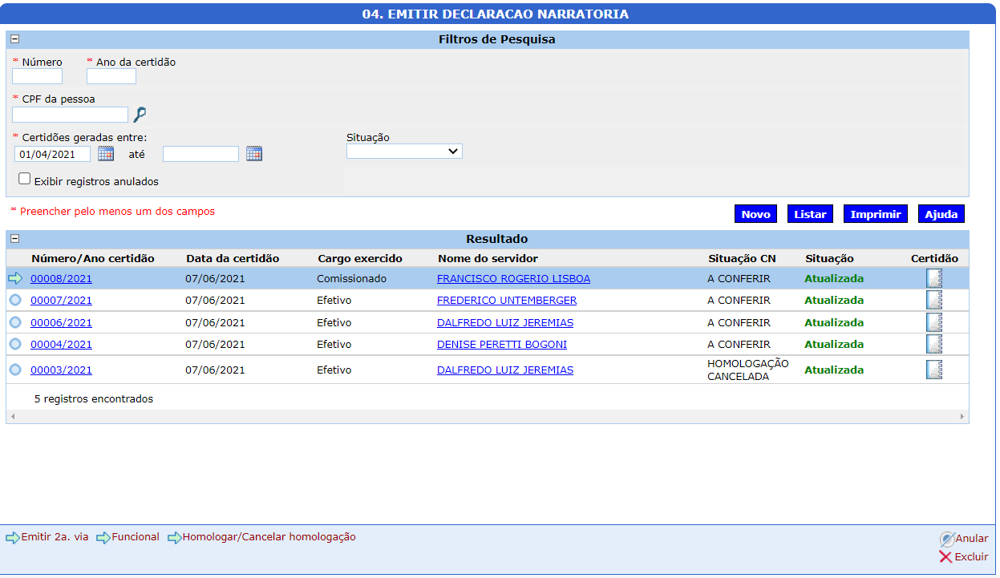 04. EMITIR DECLARACAO NARRATORIA
Filtros de Pesquisa
* Número * Ano da certidão
* CPF da pessoa
* Certidões geradas entre: Situação
01/04/2021 até
Exibir registros anulados
* Preencher pelo menos um dos campos
Novo Listar Imprimir Ajuda
Resultado
Número/Ano certidão Data da certidão Cargo exercido Nome do servidor Situação CN Situação Certidão
00008/2021 07/06/2021 Comissionado FRANCISCO ROGERIO LISBOA A CONFERIR Atualizada
00007/2021 07/06/2021 Efetivo FREDERICO UNTEMBERGER A CONFERIR Atualizada
00006/2021 07/06/2021 Efetivo DALFREDO LUIZ JEREMIAS A CONFERIR Atualizada
00004/2021 07/06/2021 Efetivo DENISE PERETTI BOGONI A CONFERIR Atualizada
00003/2021 07/06/2021 Efetivo DALFREDO LUIZ JEREMIAS HOMOLOGAÇÃO CANCELADA Atualizada
5 registros encontrados
Emitir 2a. via Funcional Homologar/Cancelar homologação Anular
Excluir